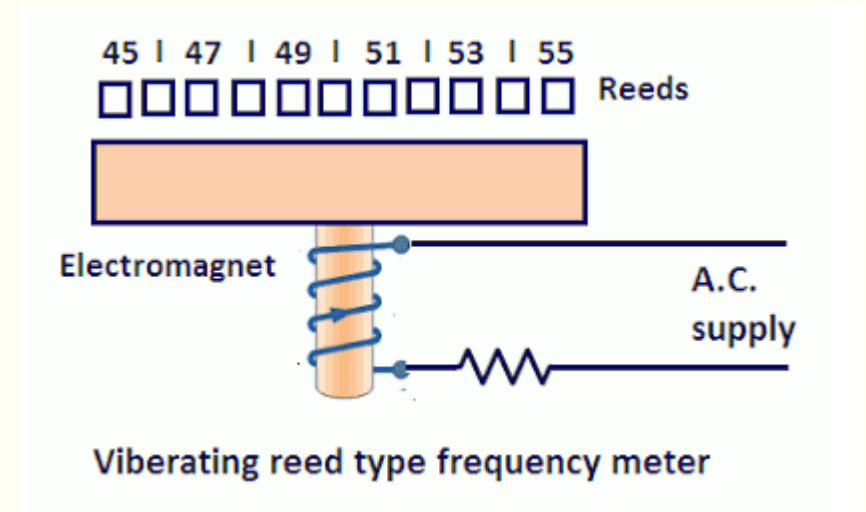 45 | 47 | 49 | 51 | 53 | 55
Reeds
Electromagnet
A.C.
supply
Viberating reed type frequency meter